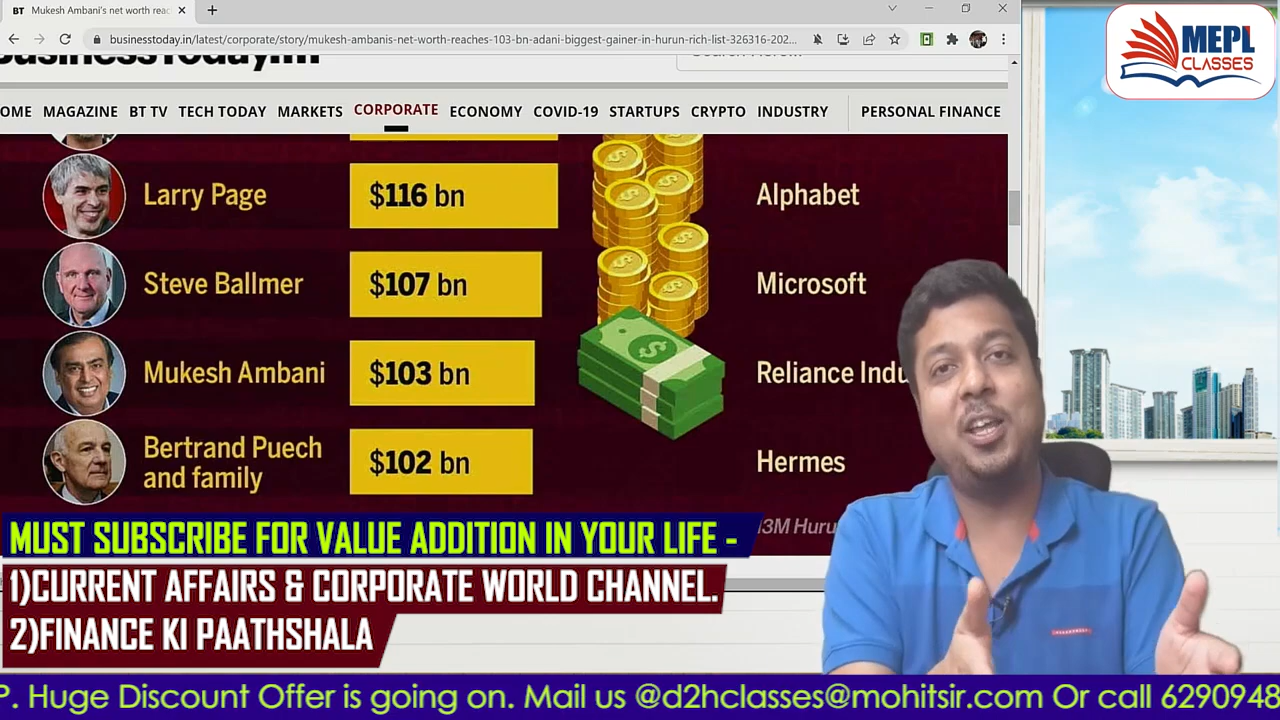 BT Mukesh Ambani's net worth reac
businesstoday.in/latest/corporate/story/mukesh-ambanis-net-worth-reaches-103-
-biggest-gainer-in-hurun-rich-list-326316-202...
MEPL
CLASSES
OME MAGAZINE BT TV TECH TODAY MARKETS CORPORATE ECONOMY COVID-19 STARTUPS CRYPTO INDUSTRY PERSONAL FINANCE
Larry Page $116 bn Alphabet
Steve Ballmer $107 bn Microsoft
Mukesh Ambani $103 bn Reliance Indu
Bertrand Puech
and family $102 bn Hermes
MUST SUBSCRIBE FOR VALUE ADDITION IN YOUR LIFE -
1)CURRENT AFFAIRS & CORPORATE WORLD CHANNEL.
2)FINANCE KI PAATHSHALA
P. Huge Discount Offer is going on. Mail us @d2hclasses@mohitsir.com Or call 6290948